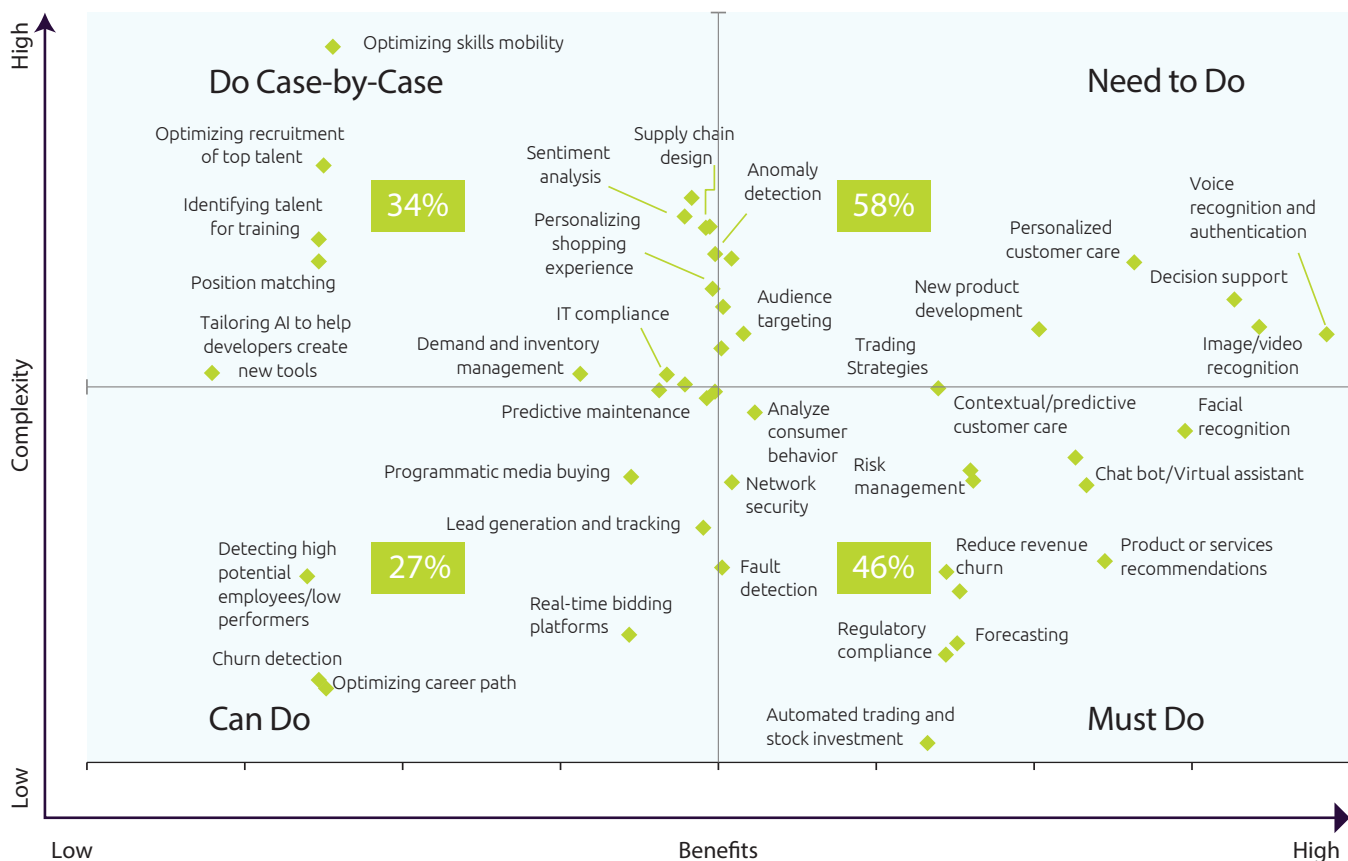 High
Optimizing skills mobility
Do Case-by-Case
Need to Do
Optimizing recruitment
of top talent
Supply chain
design
Sentiment
analysis
Anomaly
detection
34%
58%
Voice
recognition and
authentication
Identifying talent
for training
Personalizing
shopping
experience
Personalized
customer care
Position matching
Decision support
New product
development
Audience
targeting
IT compliance
Tailoring AI to help
developers create
new tools
Demand and inventory
management
Trading
Strategies
Image/video
recognition
Complexity
Predictive maintenance
Analyze
consumer
behavior
Contextual/predictive
customer care
Facial
recognition
Programmatic media buying
Risk
management
Chat bot/Virtual assistant
Network
security
Lead generation and tracking
Detecting high
potential
employees/low
performers
27%
46%
Fault
detection
Reduce revenue
churn
Product or services
recommendations
Real-time bidding
platforms
Regulatory
compliance
Forecasting
Churn detection
Optimizing career path
Can Do
Must Do
Automated trading and
stock investment
Low
Low
Benefits
High